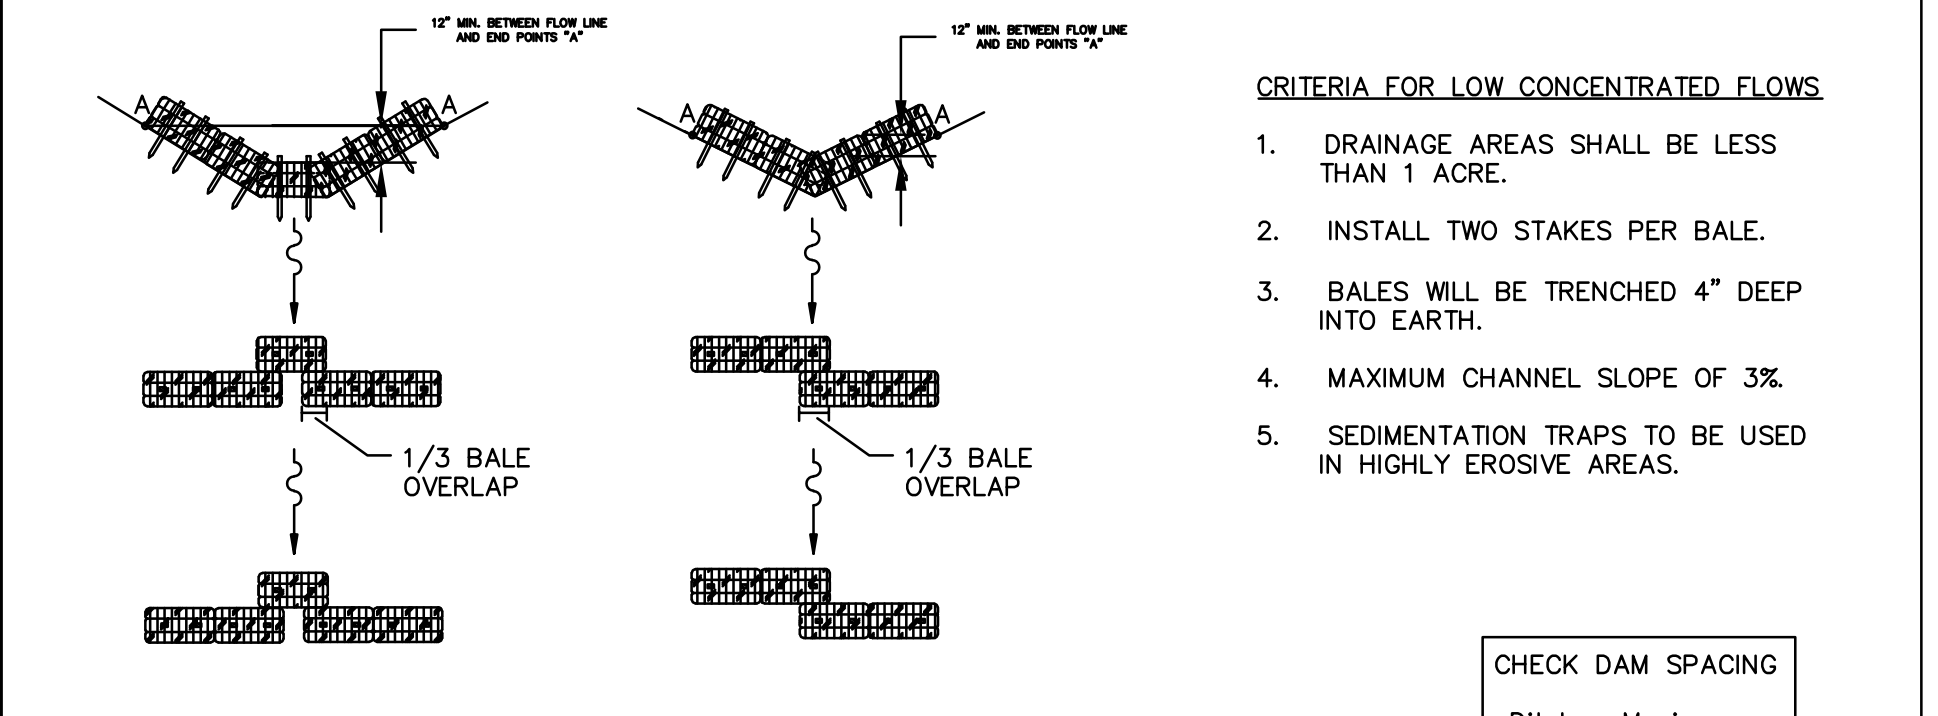 12" MIN. BETWEEN FLOW LINE
AND END POINTS "A"
12" MIN. BETWEEN FLOW LINE
AND END POINTS "A"
A
A
A
A
CRITERIA FOR LOW CONCENTRATED FLOWS
1. DRAINAGE AREAS SHALL BE LESS
THAN 1 ACRE.
2. INSTALL TWO STAKES PER BALE.
3. BALES WILL BE TRENCHED 4" DEEP
INTO EARTH.
4. MAXIMUM CHANNEL SLOPE OF 3%.
5. SEDIMENTATION TRAPS TO BE USED
IN HIGHLY EROSIVE AREAS.
1/3 BALE
OVERLAP
1/3 BALE
OVERLAP
CHECK DAM SPACING